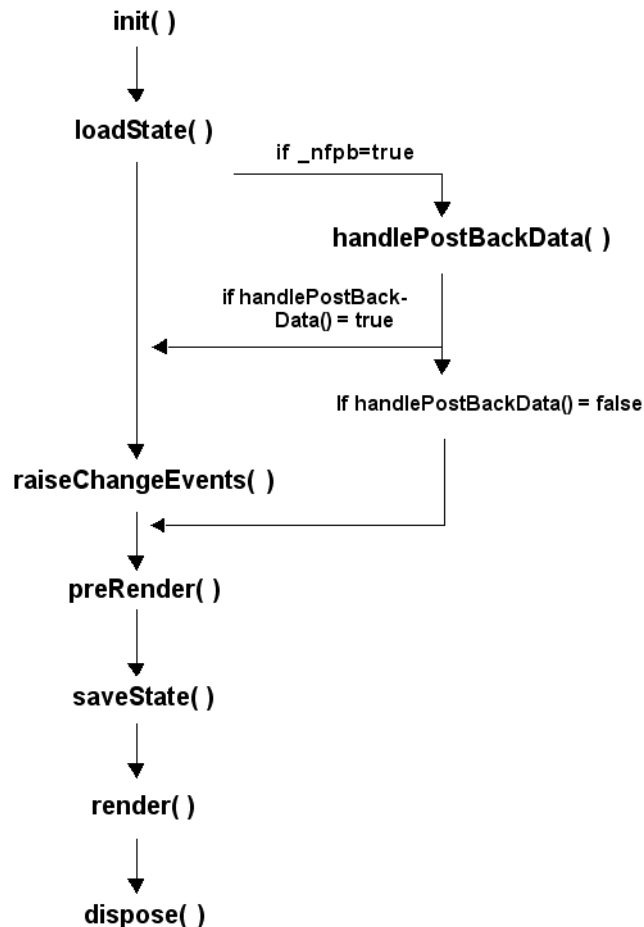 init( )
loadState( )
if _nfpb=true
handlePostBackData( )
if handlePostBack-
Data() = true
If handlePostBackData() = false
raiseChangeEvents( )
preRender( )
saveState( )
render( )
dispose( )